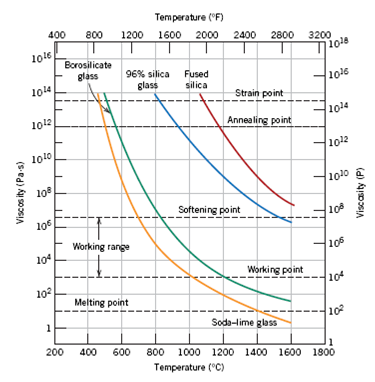 Temperature (°F)
400 800 1200 1600 2000 2400 2800 3200
10^16 10^18
Borosilicate glass
96% silica glass
Fused silica
10^16
10^14
Strain point
10^14
Annealing point
10^12
10^12
10^10
10^10
Viscosity (Pa-s)
Viscosity (P)
10^8
Softening point
10^8
10^6
10^6
Working range
10^4
Working point
10^4
10^2
Melting point
10^2
1
Soda-lime glass
1
200 400 600 800 1000 1200 1400 1600 1800
Temperature (°C)